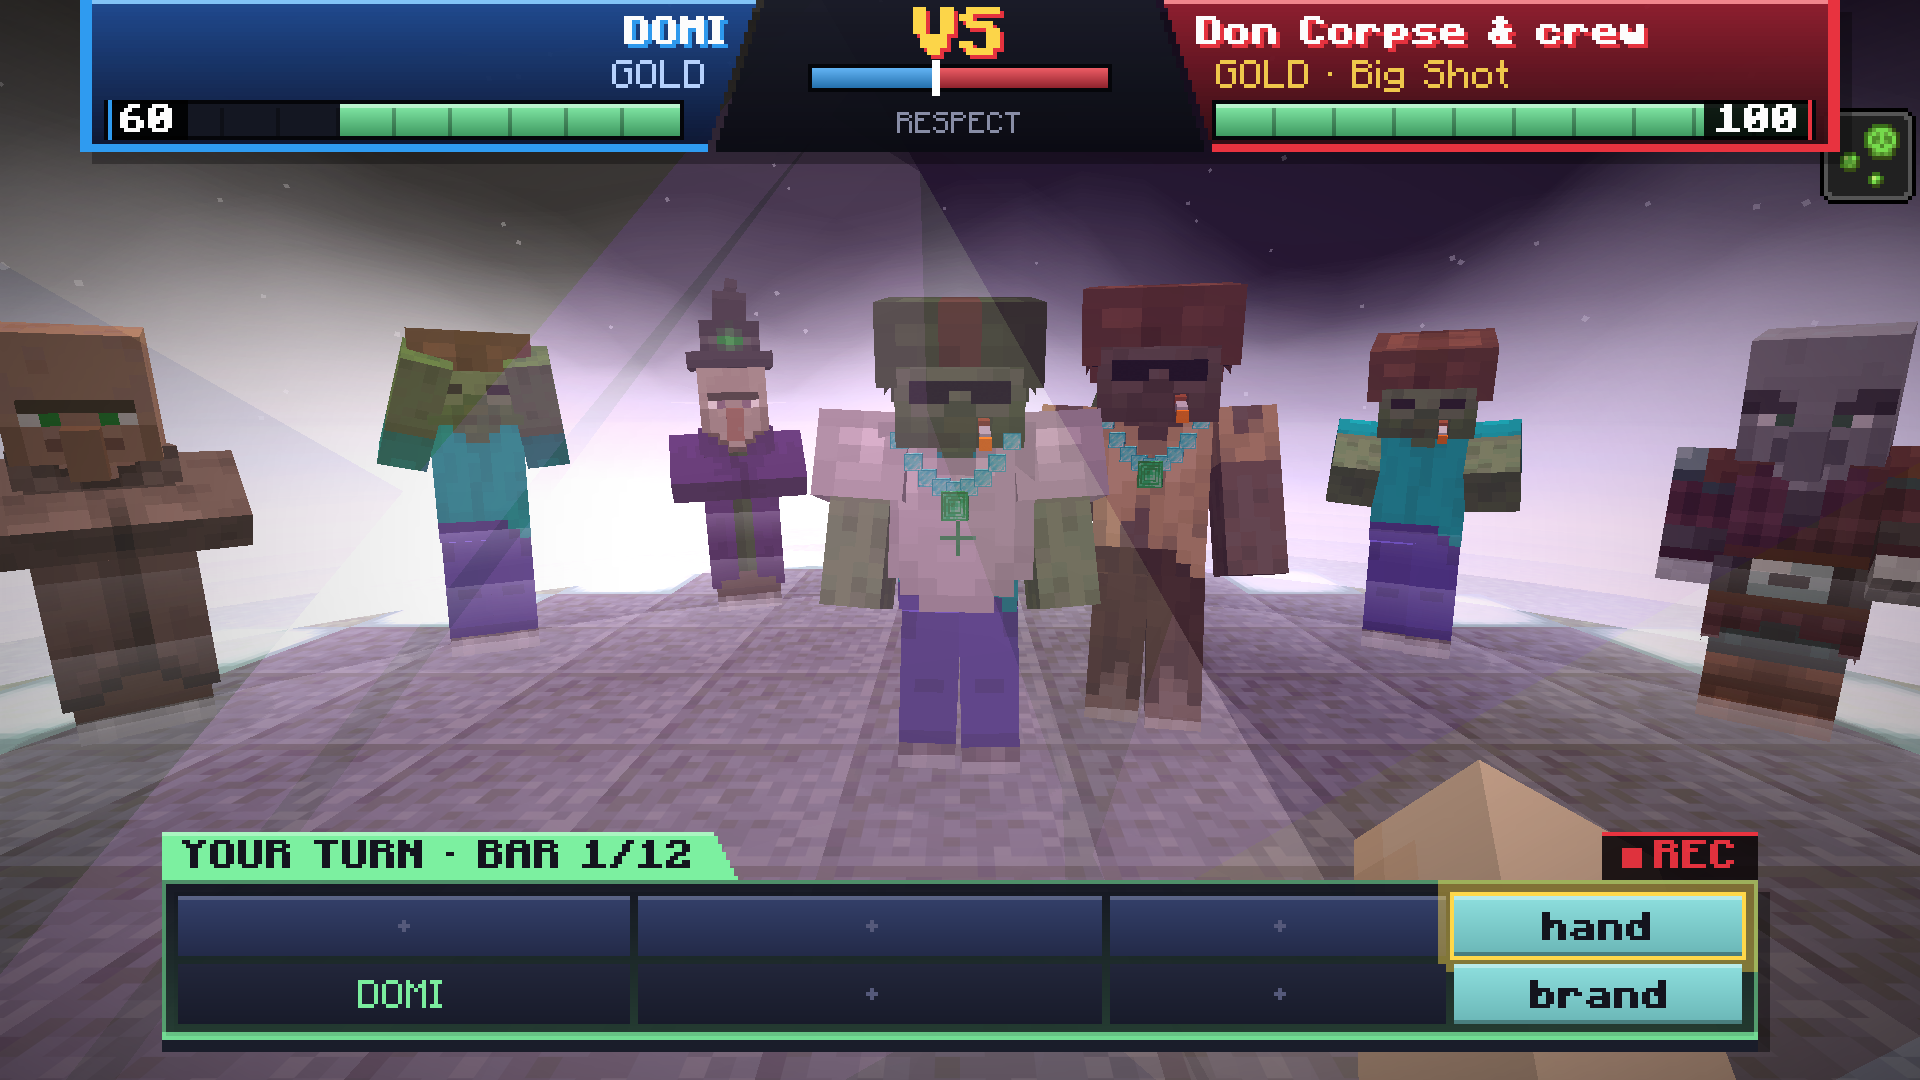 DOMI
GOLD
60
VS
RESPECT
Don Corpse & crew
GOLD · Big Shot
100
YOUR TURN · BAR 1/12
REC
hand
DOMI
brand